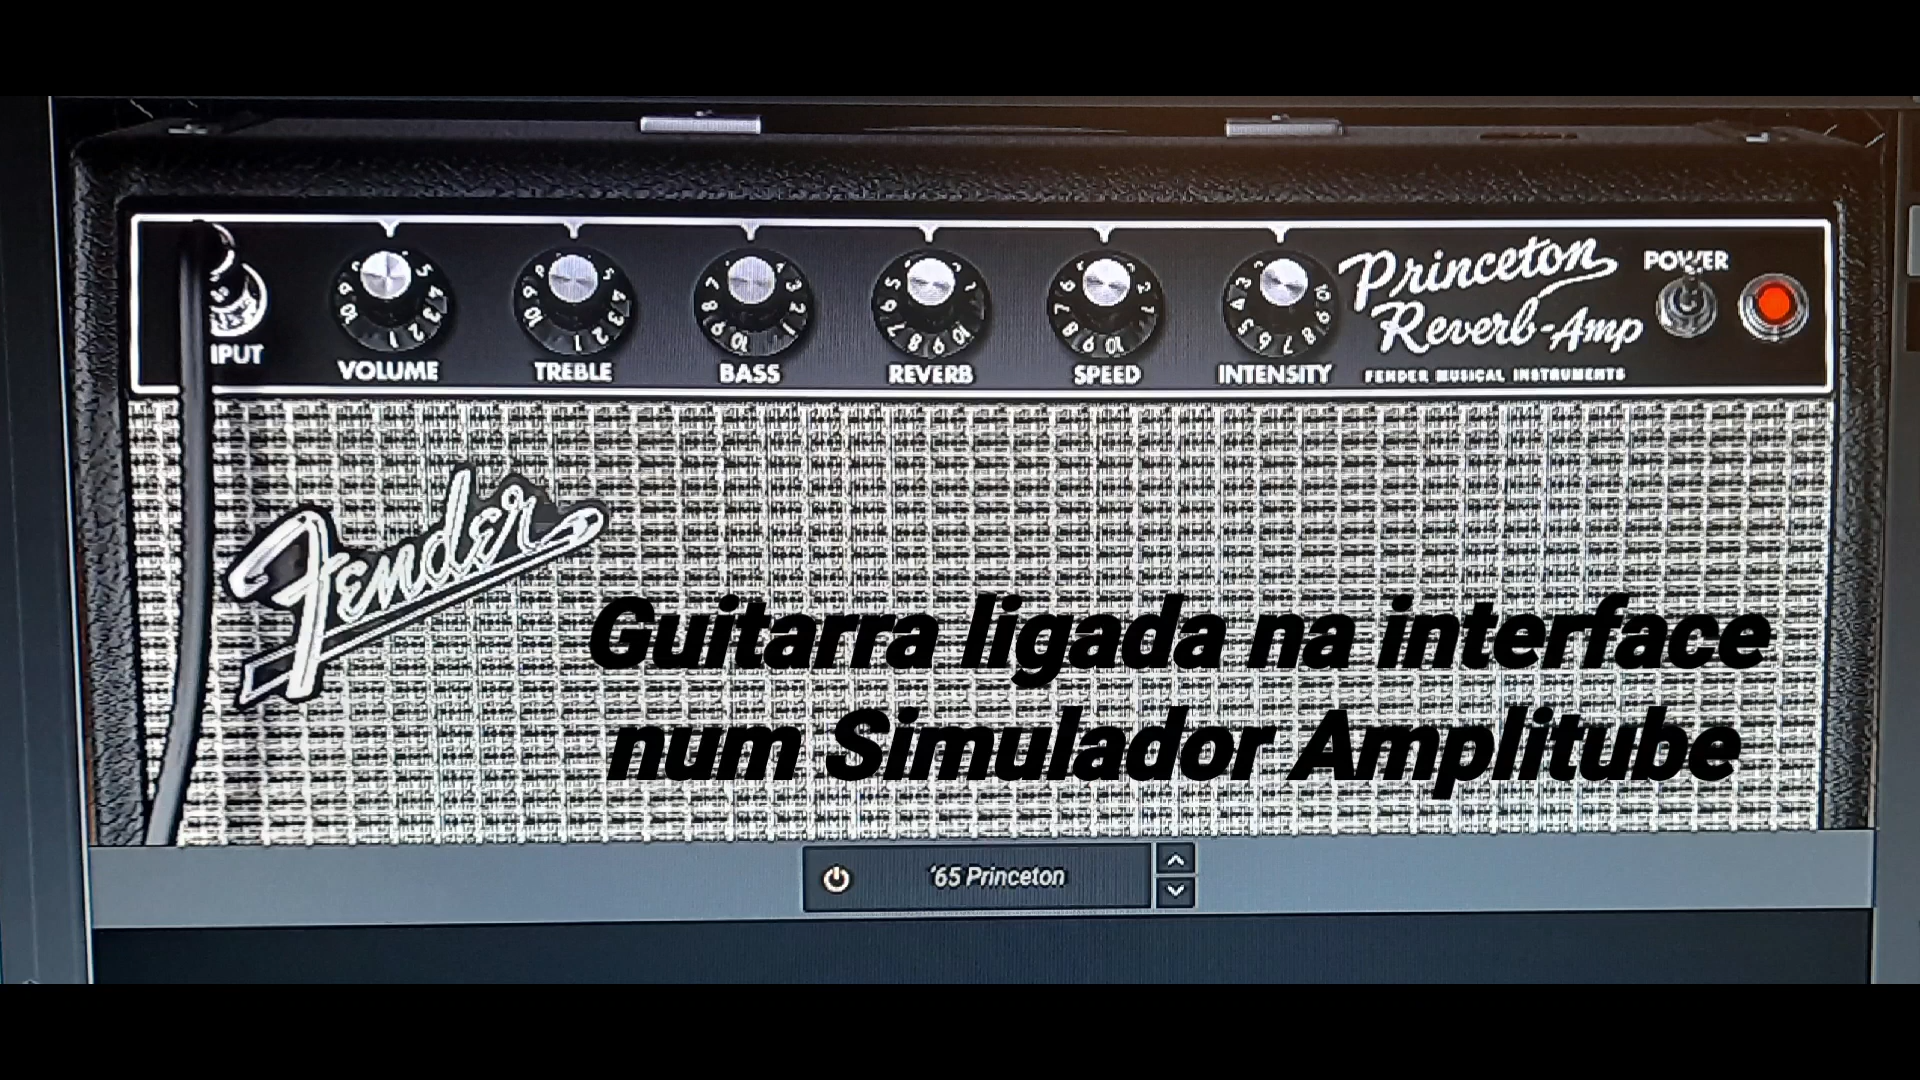 Princeton
Reverb-Amp
POWER
VOLUME
TREBLE
BASS
REVERB
SPEED
INTENSITY
FENDER MUSICAL INSTRUMENTS
Fender
Guitarra ligada na interface
num Simulador Amplitube
'65 Princeton